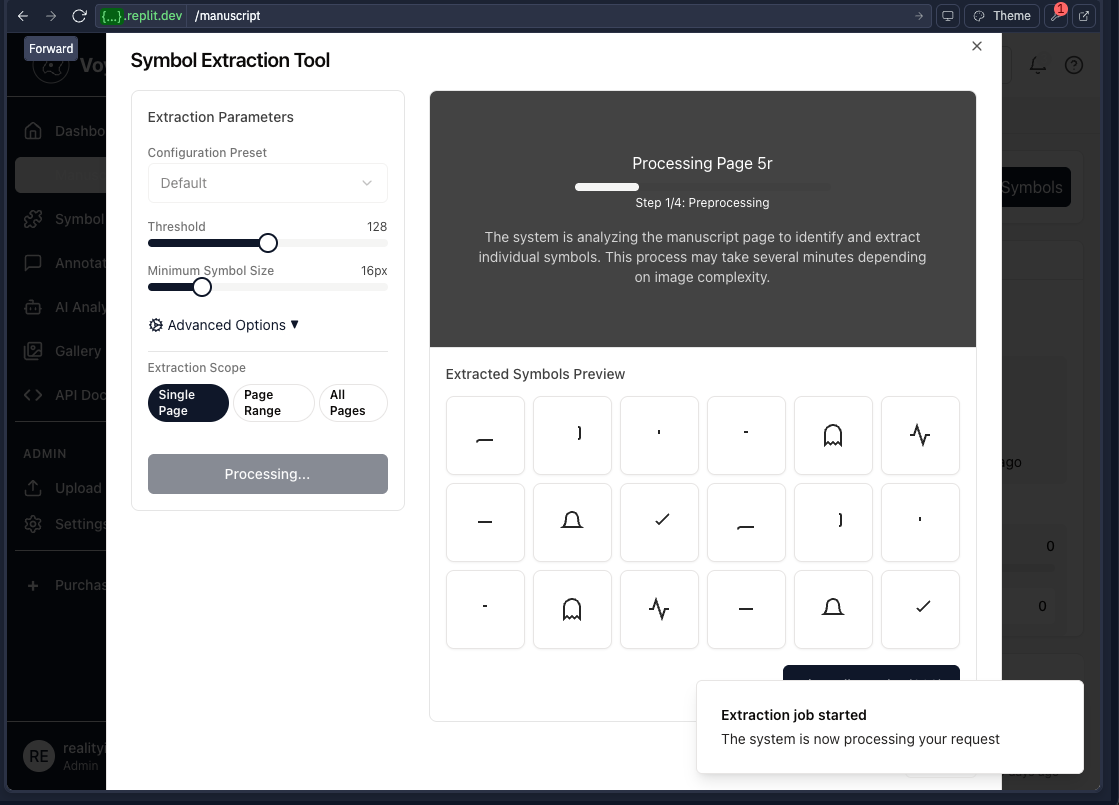 {...}.replit.dev /manuscript
Theme
1
Forward
Symbol Extraction Tool
Extraction Parameters
Configuration Preset
Default
Threshold 128
Minimum Symbol Size 16px
Advanced Options ▼
Extraction Scope
Single Page
Page Range
All Pages
Processing...
Processing Page 5r
Step 1/4: Preprocessing
The system is analyzing the manuscript page to identify and extract
individual symbols. This process may take several minutes depending
on image complexity.
Extracted Symbols Preview
Extraction job started
The system is now processing your request
Voy
Dashbo
Symbol
Annotat
AI Analy
Gallery
API Doc
ADMIN
Upload
Settings
Purchas
RE
realityi
Admin
Symbols
ago
0
0